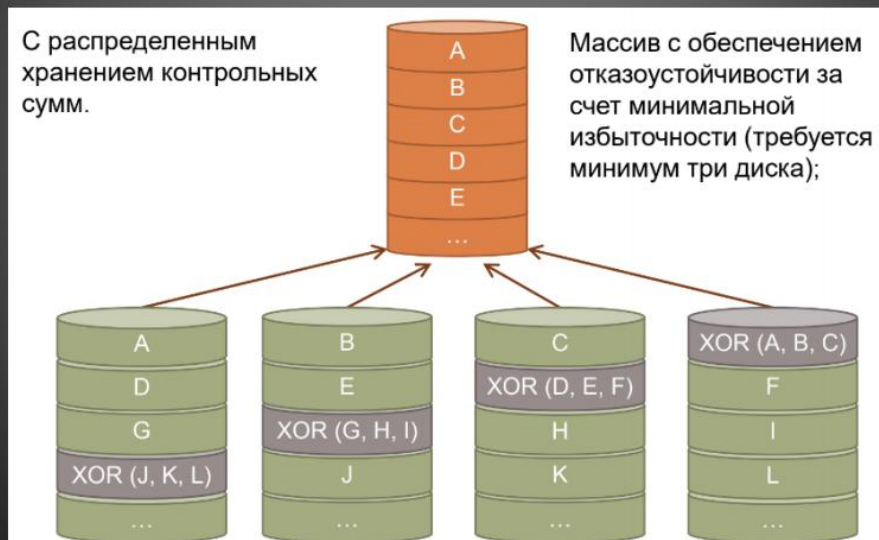 С распределенным
хранением контрольных
сумм.
Массив с обеспечением
отказоустойчивости за
счет минимальной
избыточности (требуется
минимум три диска);
A
B
C
D
E
...
A
D
G
XOR (J, K, L)
...
B
E
XOR (G, H, I)
J
...
C
XOR (D, E, F)
H
K
...
XOR (A, B, C)
F
I
L
...